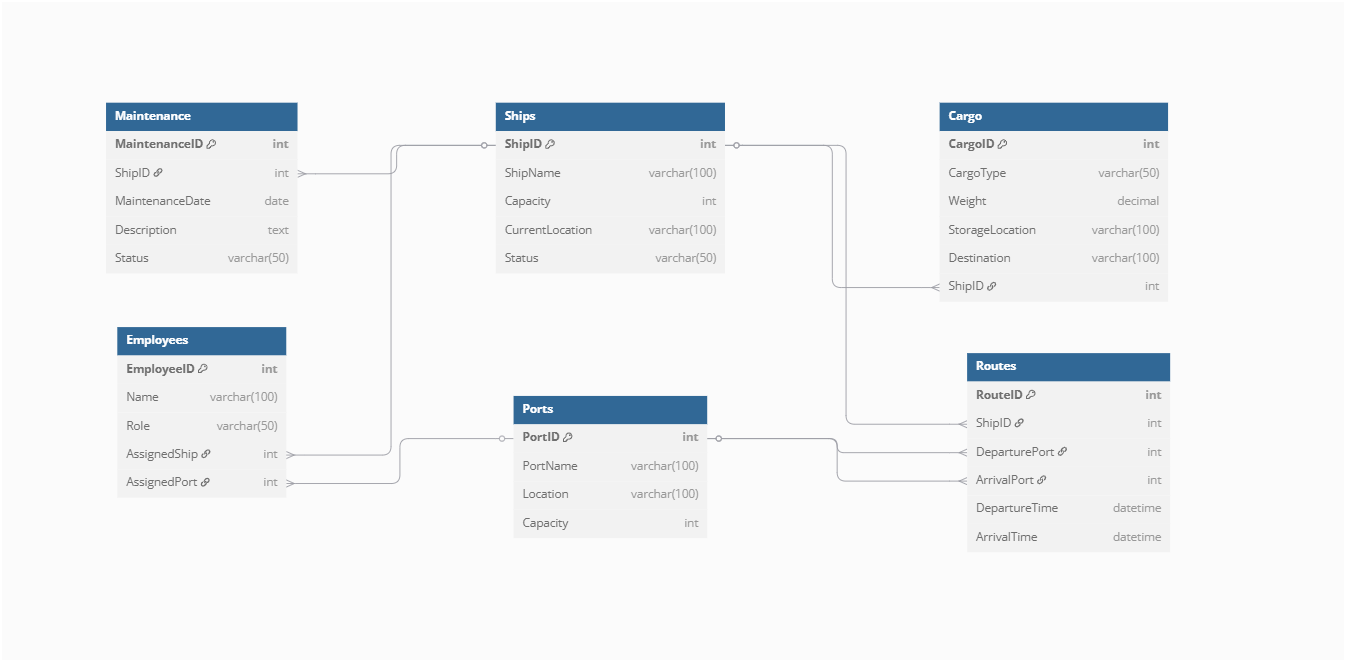 Maintenance
MaintenanceID int
ShipID int
MaintenanceDate date
Description text
Status varchar(50)
Ships
ShipID int
ShipName varchar(100)
Capacity int
CurrentLocation varchar(100)
Status varchar(50)
Cargo
CargoID int
CargoType varchar(50)
Weight decimal
StorageLocation varchar(100)
Destination varchar(100)
ShipID int
Employees
EmployeeID int
Name varchar(100)
Role varchar(50)
AssignedShip int
AssignedPort int
Ports
PortID int
PortName varchar(100)
Location varchar(100)
Capacity int
Routes
RouteID int
ShipID int
DeparturePort int
ArrivalPort int
DepartureTime datetime
ArrivalTime datetime